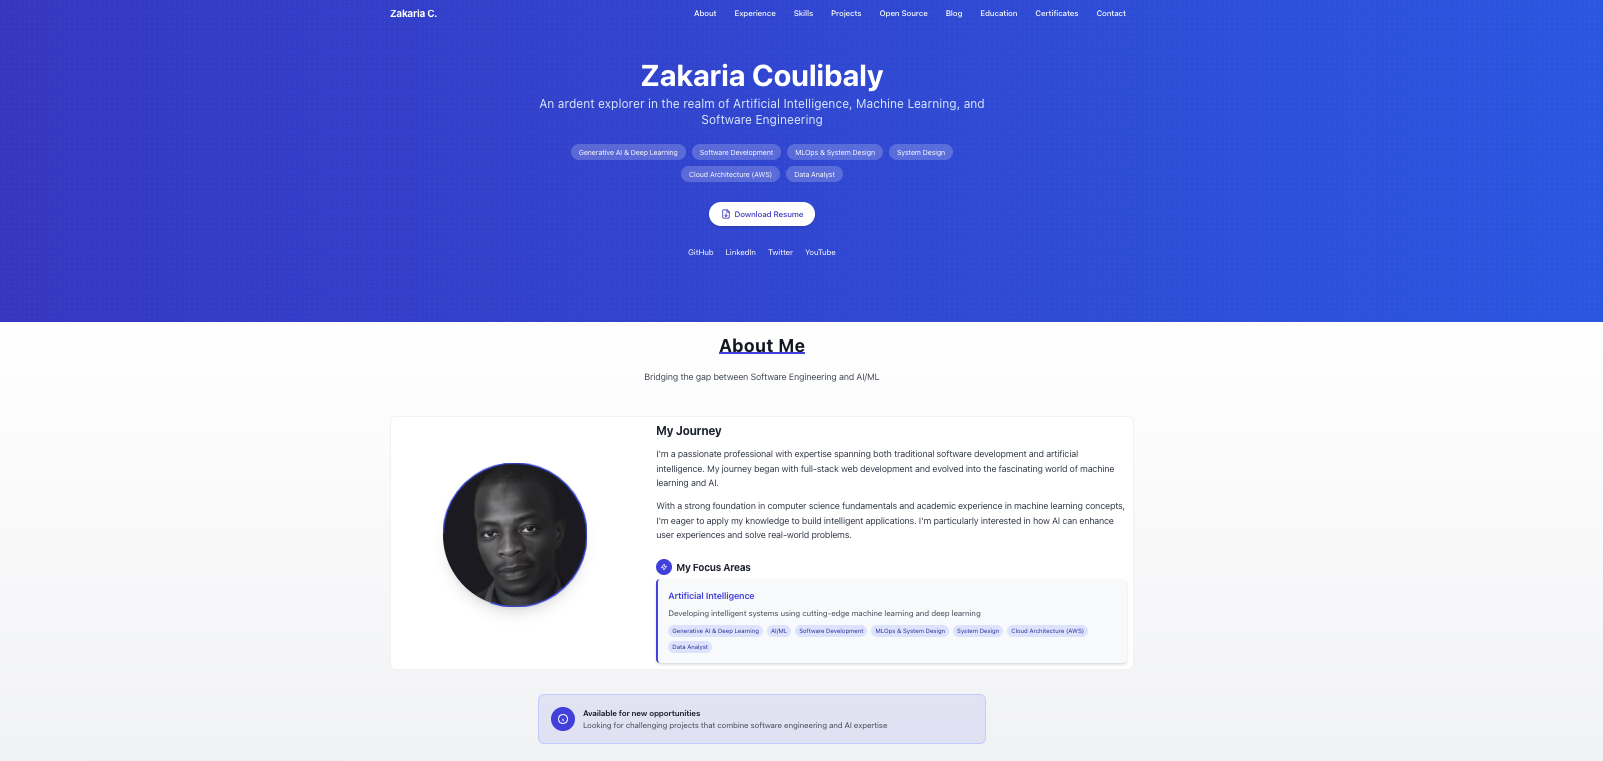 Zakaria C.
About Experience Skills Projects Open Source Blog Education Certificates Contact
Zakaria Coulibaly
An ardent explorer in the realm of Artificial Intelligence, Machine Learning, and
Software Engineering
Generative AI & Deep Learning Software Development MLOps & System Design System Design
Cloud Architecture (AWS) Data Analyst
Download Resume
GitHub LinkedIn Twitter YouTube
About Me
Bridging the gap between Software Engineering and AI/ML
My Journey
I'm a passionate professional with expertise spanning both traditional software development and artificial
intelligence. My journey began with full-stack web development and evolved into the fascinating world of machine
learning and AI.
With a strong foundation in computer science fundamentals and academic experience in machine learning concepts,
I'm eager to apply my knowledge to build intelligent applications. I'm particularly interested in how AI can enhance
user experiences and solve real-world problems.
My Focus Areas
Artificial Intelligence
Developing intelligent systems using cutting-edge machine learning and deep learning
Generative AI & Deep Learning AI/ML Software Development MLOps & System Design System Design Cloud Architecture (AWS)
Data Analyst
Available for new opportunities
Looking for challenging projects that combine software engineering and AI expertise